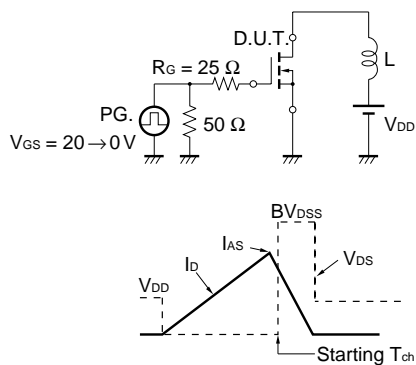 D.U.T.
RG = 25 Ω
L
PG.
50 Ω
VDD
VGS = 20 → 0 V
BVDSS
IAS
ID
VDS
VDD
Starting Tch